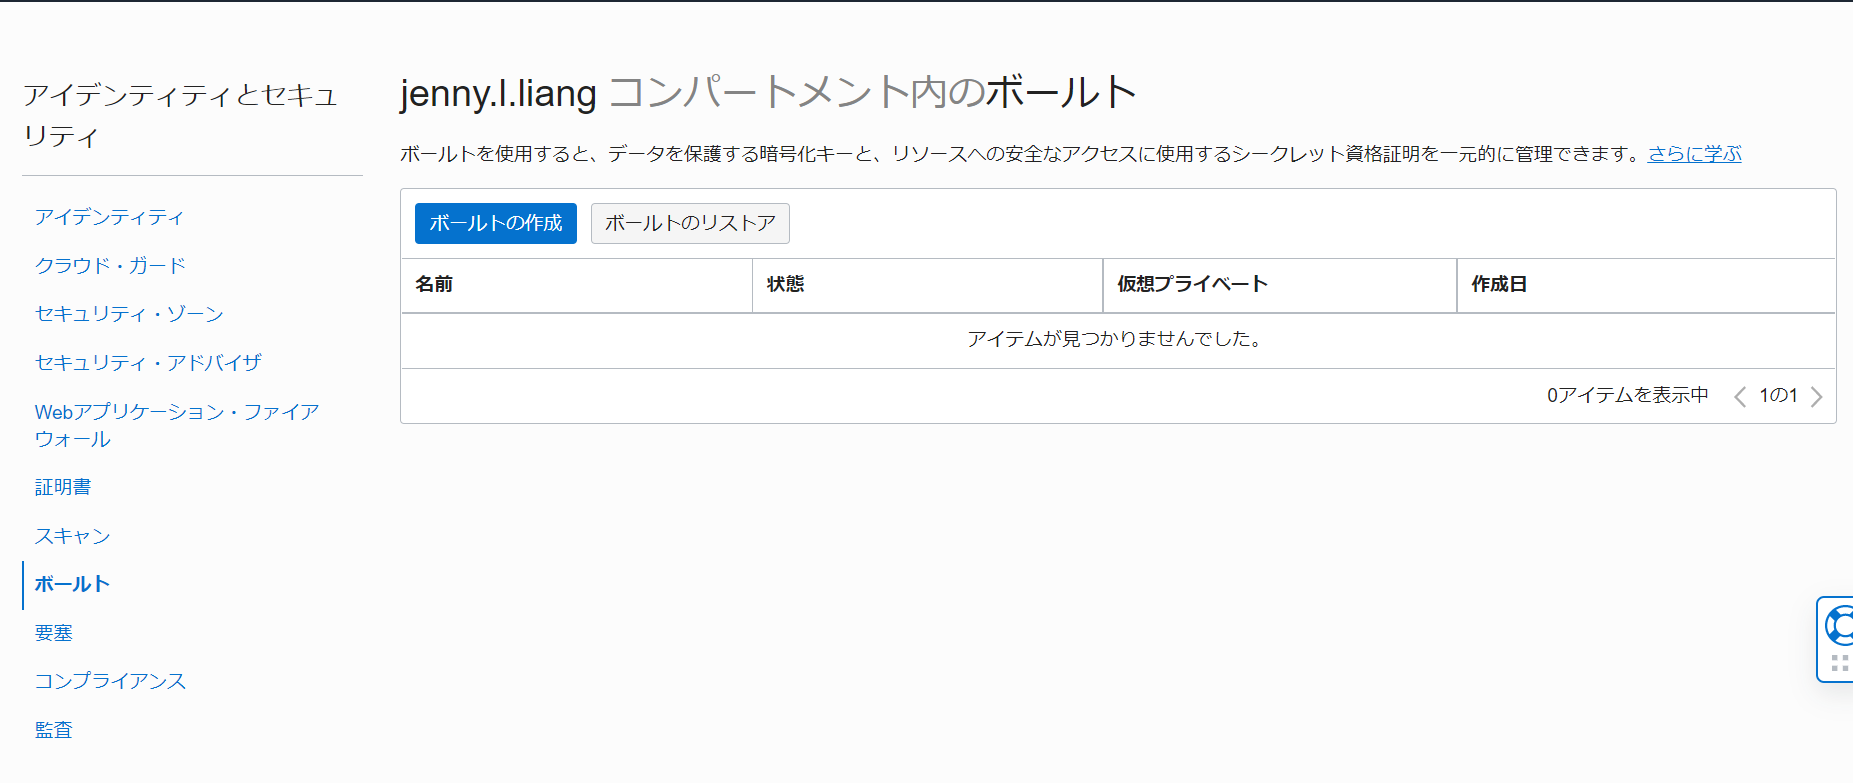 アイデンティティとセキュ
リティ
アイデンティティ
クラウド・ガード
セキュリティ・ゾーン
セキュリティ・アドバイザ
Webアプリケーション・ファイア
ウォール
証明書
スキャン
ボールト
要塞
コンプライアンス
監査
jenny.l.liang コンパートメント内のボールト
ボールトを使用すると、データを保護する暗号化キーと、リソースへの安全なアクセスに使用するシークレット資格証明を一元的に管理できます。さらに学ぶ
ボールトの作成 ボールトのリストア
名前 状態 仮想プライベート 作成日
アイテムが見つかりませんでした。
0アイテムを表示中 1の1